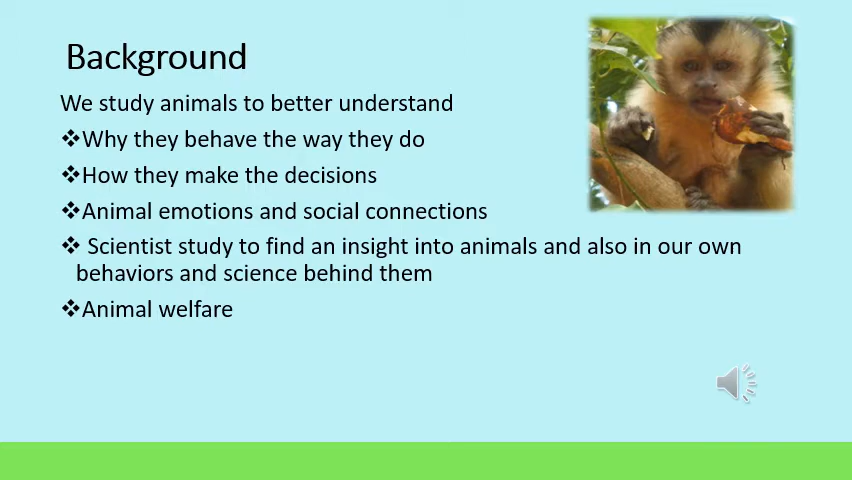 Background
We study animals to better understand
❖Why they behave the way they do
❖How they make the decisions
❖Animal emotions and social connections
❖ Scientist study to find an insight into animals and also in our own
behaviors and science behind them
❖Animal welfare